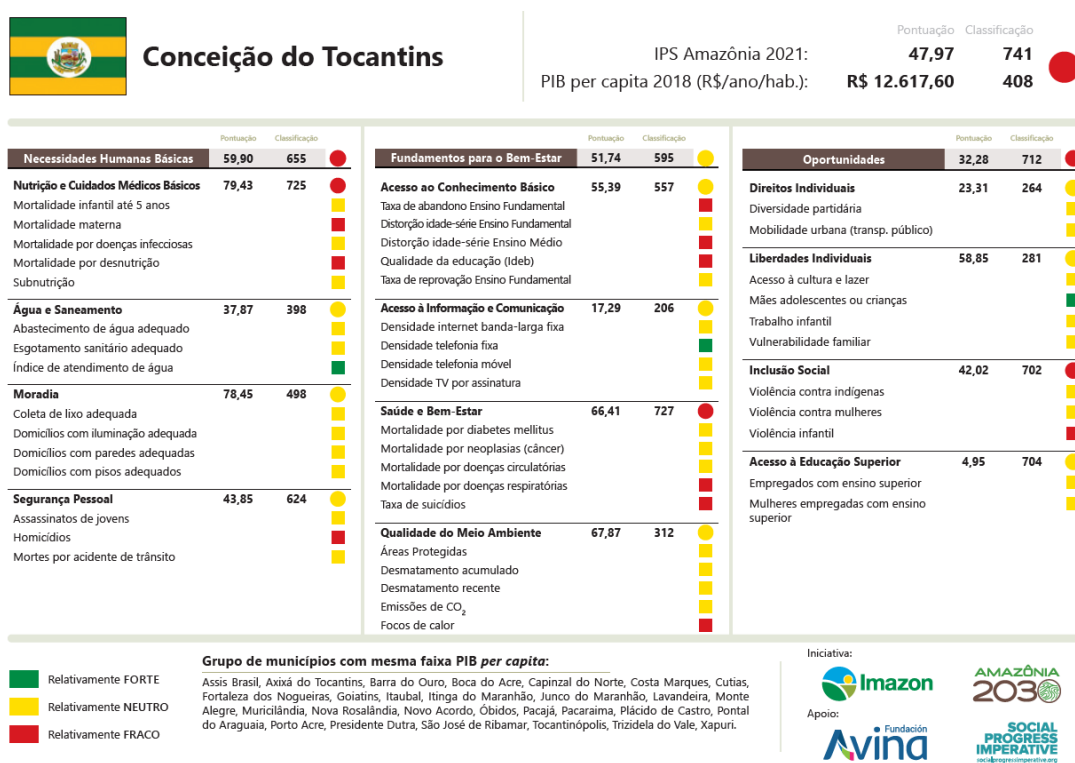 Conceição do Tocantins
Pontuação Classificação
IPS Amazônia 2021: 47,97 741
PIB per capita 2018 (R$/ano/hab.): R$ 12.617,60 408
Pontuação Classificação
Necessidades Humanas Básicas 59,90 655
Nutrição e Cuidados Médicos Básicos 79,43 725
Mortalidade infantil até 5 anos
Mortalidade materna
Mortalidade por doenças infecciosas
Mortalidade por desnutrição
Subnutrição
Água e Saneamento 37,87 398
Abastecimento de água adequado
Esgotamento sanitário adequado
Índice de atendimento de água
Moradia 78,45 498
Coleta de lixo adequada
Domicílios com iluminação adequada
Domicílios com paredes adequadas
Domicílios com pisos adequados
Segurança Pessoal 43,85 624
Assassinatos de jovens
Homicídios
Mortes por acidente de trânsito
Pontuação Classificação
Fundamentos para o Bem-Estar 51,74 595
Acesso ao Conhecimento Básico 55,39 557
Taxa de abandono Ensino Fundamental
Distorção idade-série Ensino Fundamental
Distorção idade-série Ensino Médio
Qualidade da educação (Ideb)
Taxa de reprovação Ensino Fundamental
Acesso à Informação e Comunicação 17,29 206
Densidade internet banda-larga fixa
Densidade telefonia fixa
Densidade telefonia móvel
Densidade TV por assinatura
Saúde e Bem-Estar 66,41 727
Mortalidade por diabetes mellitus
Mortalidade por neoplasias (câncer)
Mortalidade por doenças circulatórias
Mortalidade por doenças respiratórias
Taxa de suicídios
Qualidade do Meio Ambiente 67,87 312
Áreas Protegidas
Desmatamento acumulado
Desmatamento recente
Emissões de CO2
Focos de calor
Pontuação Classificação
Oportunidades 32,28 712
Direitos Individuais 23,31 264
Diversidade partidária
Mobilidade urbana (transp. público)
Liberdades Individuais 58,85 281
Acesso à cultura e lazer
Mães adolescentes ou crianças
Trabalho infantil
Vulnerabilidade familiar
Inclusão Social 42,02 702
Violência contra indígenas
Violência contra mulheres
Violência infantil
Acesso à Educação Superior 4,95 704
Empregados com ensino superior
Mulheres empregadas com ensino
superior
Relativamente FORTE
Relativamente NEUTRO
Relativamente FRACO
Grupo de municípios com mesma faixa PIB per capita:
Assis Brasil, Axixá do Tocantins, Barra do Ouro, Boca do Acre, Capinzal do Norte, Costa Marques, Cutias,
Fortaleza dos Nogueiras, Goiatins, Itaubal, Itinga do Maranhão, Junco do Maranhão, Lavandeira, Monte
Alegre, Muricilândia, Nova Rosalândia, Novo Acordo, Óbidos, Pacajá, Pacaraima, Plácido de Castro, Pontal
do Araguaia, Porto Acre, Presidente Dutra, São José de Ribamar, Tocantinópolis, Trizidela do Vale, Xapuri.
Iniciativa:
Imazon
AMAZÔNIA
2030
Apoio:
Fundación
Avina
SOCIAL
PROGRESS
IMPERATIVE
socialprogressimperative.org